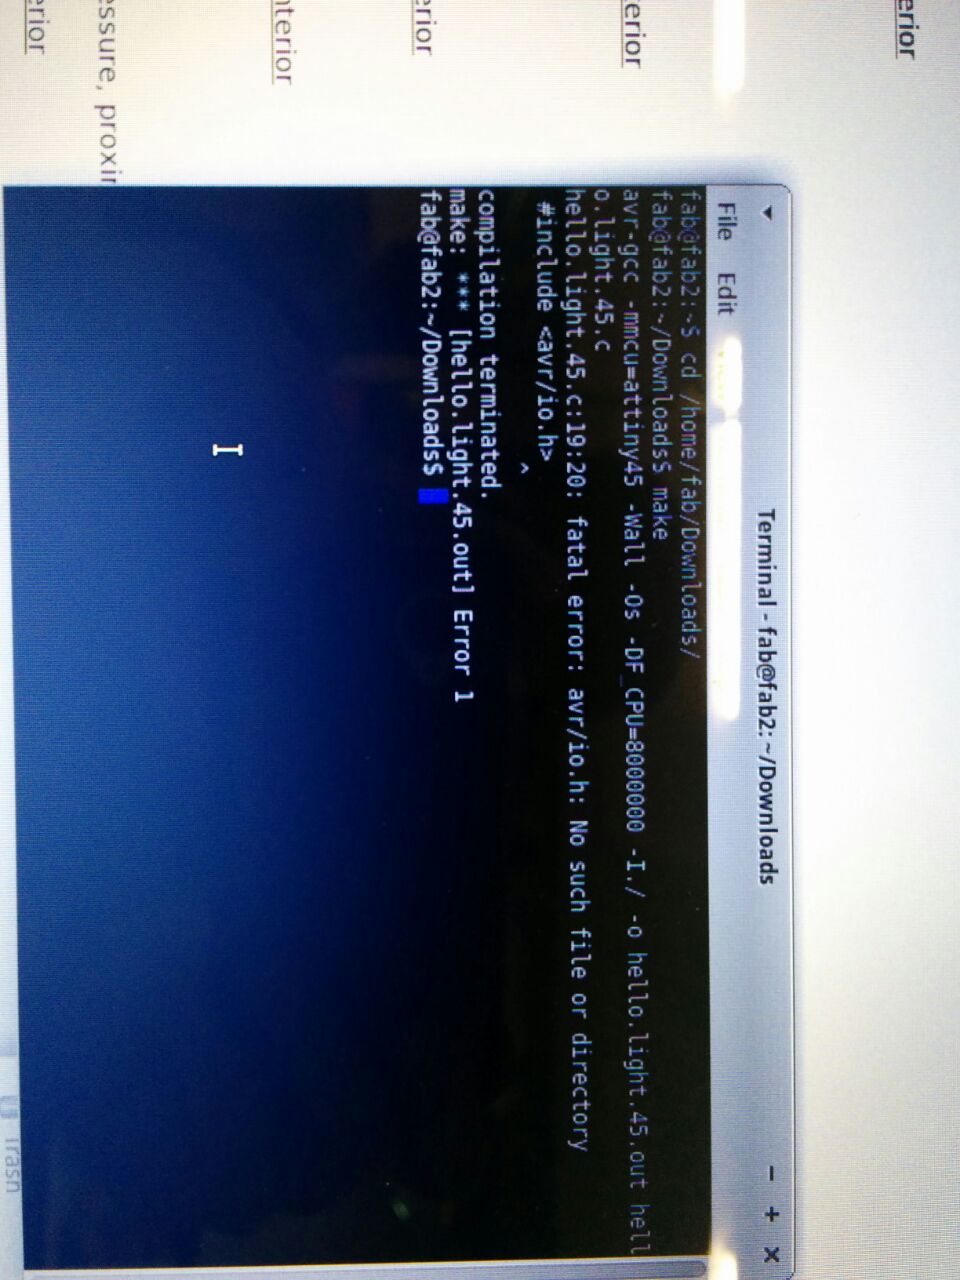 erior
Terminal - fab@fab2: ~/Downloads
File Edit
fab@fab2:~$ cd /home/fab/Downloads/
fab@fab2:~/Downloads$ make
avr-gcc -mmcu=attiny45 -Wall -Os -DF_CPU=8000000 -I./ -o hello.light.45.out hell
o.light.45.c
hello.light.45.c:19:20: fatal error: avr/io.h: No such file or directory
#include <avr/io.h>
^
compilation terminated.
make: *** [hello.light.45.out] Error 1
fab@fab2:~/Downloads$
terior
erior
nterior
essure, proxin
erior
Trash